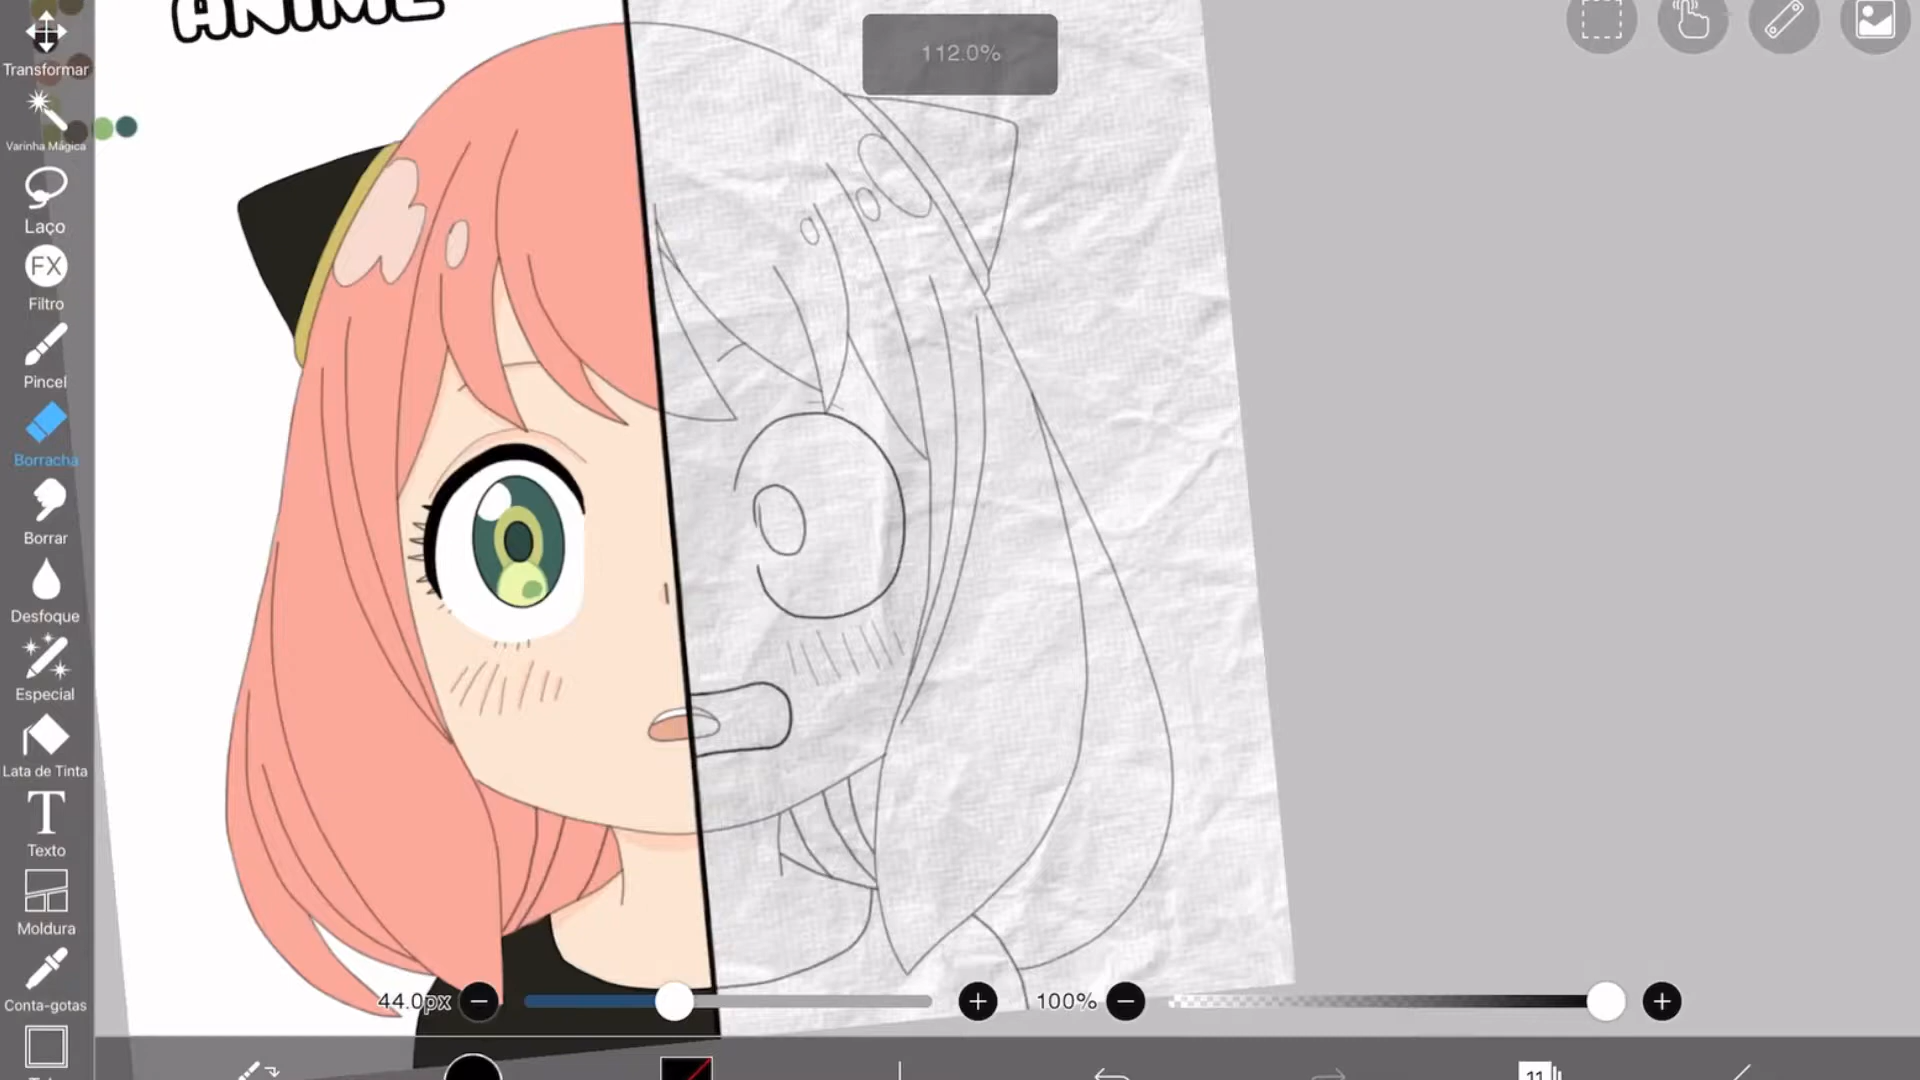 ANIME
112.0%
Transformar
Varinha Mágica
Laço
FX
Filtro
Pincel
Borracha
Borrar
Desfoque
Especial
Lata de Tinta
T
Texto
Moldura
Conta-gotas
44.0px
100%
11